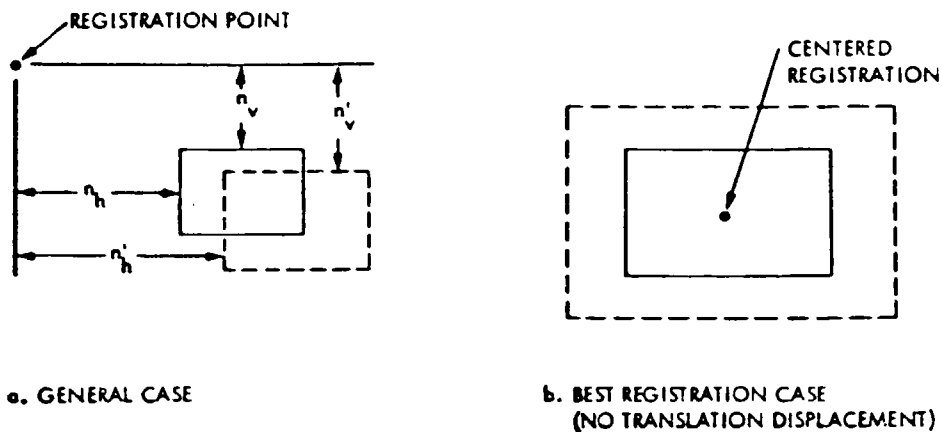 REGISTRATION POINT
CENTERED
REGISTRATION
n_v
n'_v
n_h
n'_h
a. GENERAL CASE
b. BEST REGISTRATION CASE
(NO TRANSLATION DISPLACEMENT)